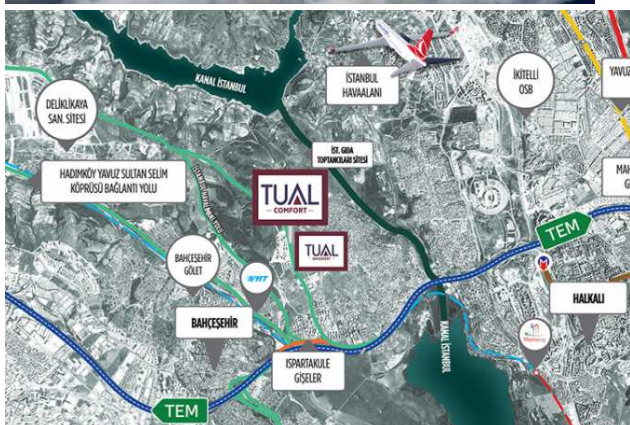 KANAL İSTANBUL
İSTANBUL
HAVAALANI
İKİTELLİ
OSB
DELİKLİKAYA
SAN. SİTESİ
İST. GIDA
TOPTANCILARI SİTESİ
HADIMKÖY YAVUZ SULTAN SELİM
KÖPRÜSÜ BAĞLANTI YOLU
TUAL
COMFORT
TUAL
BAHÇEŞEHİR
GÖLET
YHT
BAHÇEŞEHİR
TEM
HALKALI
KANAL İSTANBUL
Marmaray
ISPARTAKULE
GİŞELER
TEM